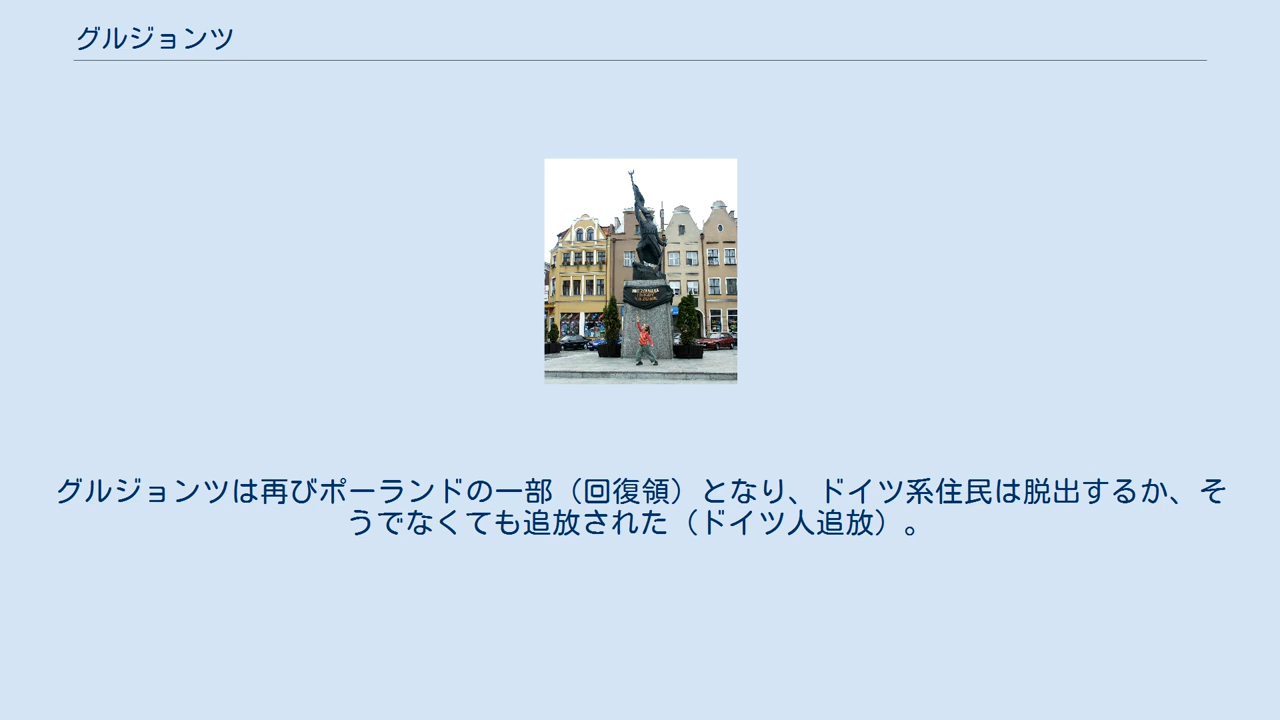 グルジョンツ
グルジョンツは再びポーランドの一部（回復領）となり、ドイツ系住民は脱出するか、そ
うでなくても追放された（ドイツ人追放）。